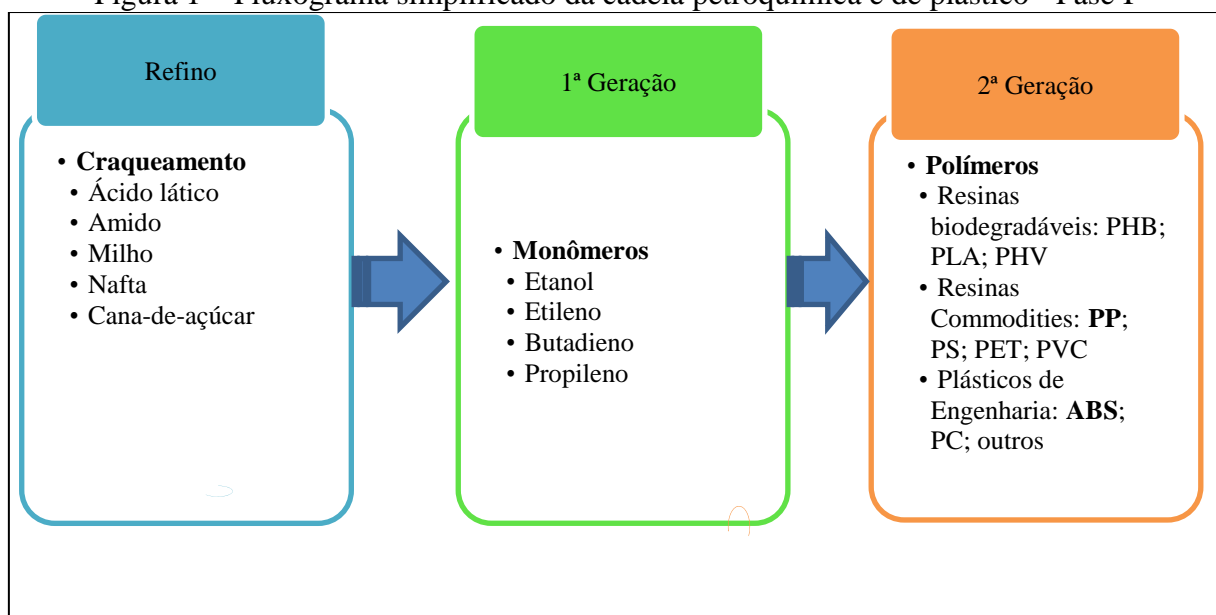 Figura 1 – Fluxograma simplificado da cadeia petroquímica e de plástico - Fase I
Refino
• Craqueamento
• Ácido lático
• Amido
• Milho
• Nafta
• Cana-de-açúcar
1ª Geração
• Monômeros
• Etanol
• Etileno
• Butadieno
• Propileno
2ª Geração
• Polímeros
• Resinas
biodegradáveis: PHB;
PLA; PHV
• Resinas
Commodities: PP;
PS; PET; PVC
• Plásticos de
Engenharia: ABS;
PC; outros